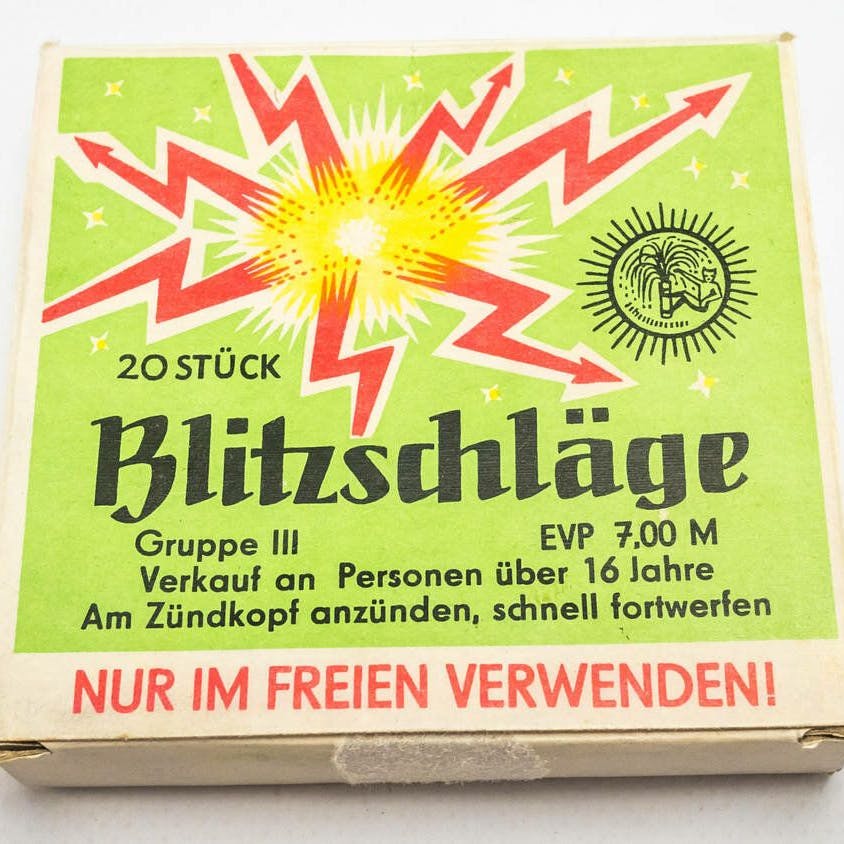 20 STÜCK
Blitzschläge
Gruppe III EVP 7,00 M
Verkauf an Personen über 16 Jahre
Am Zündkopf anzünden, schnell fortwerfen
NUR IM FREIEN VERWENDEN!